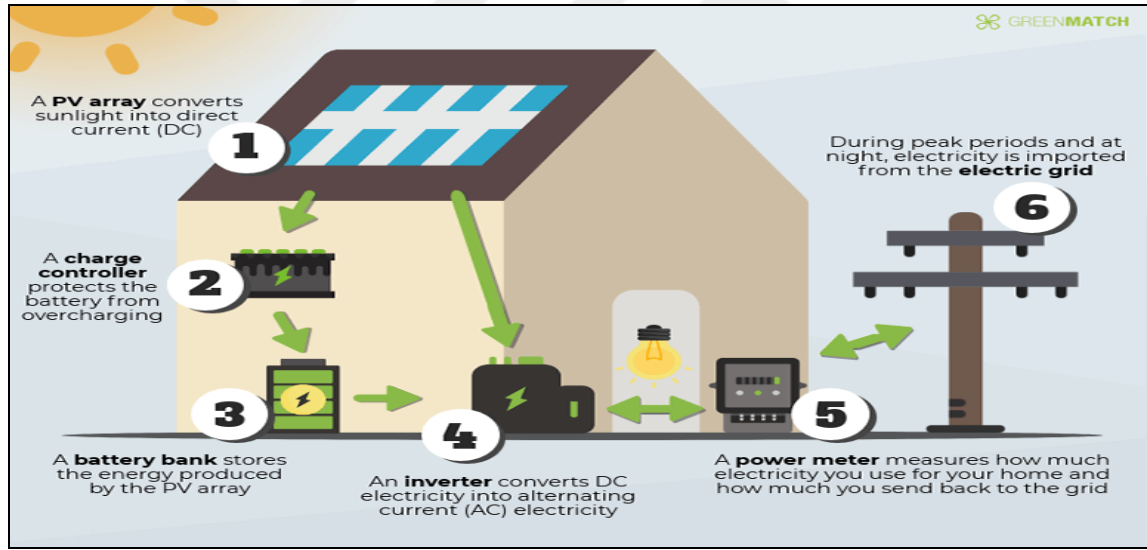 GREENMATCH
A PV array converts
sunlight into direct
current (DC)
1
A charge
controller
protects the
battery from
overcharging
2
3
A battery bank stores
the energy produced
by the PV array
4
An inverter converts DC
electricity into alternating
current (AC) electricity
5
A power meter measures how much
electricity you use for your home and
how much you send back to the grid
During peak periods and at
night, electricity is imported
from the electric grid
6